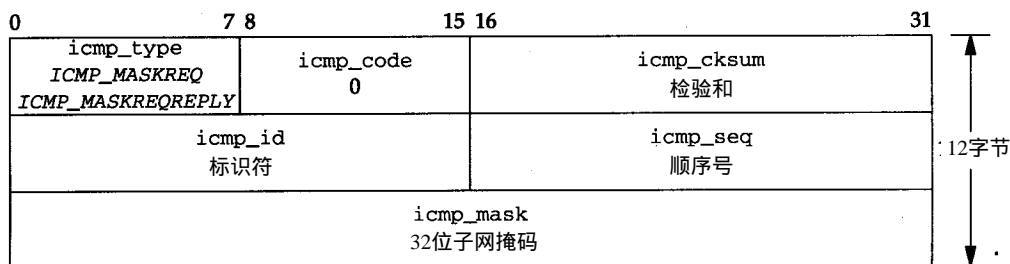 0 7 8 15 16 31
icmp_type
ICMP_MASKREQ
ICMP_MASKREQREPLY
icmp_code
0
icmp_cksum
检验和
icmp_id
标识符
icmp_seq
顺序号
12字节
icmp_mask
32位子网掩码